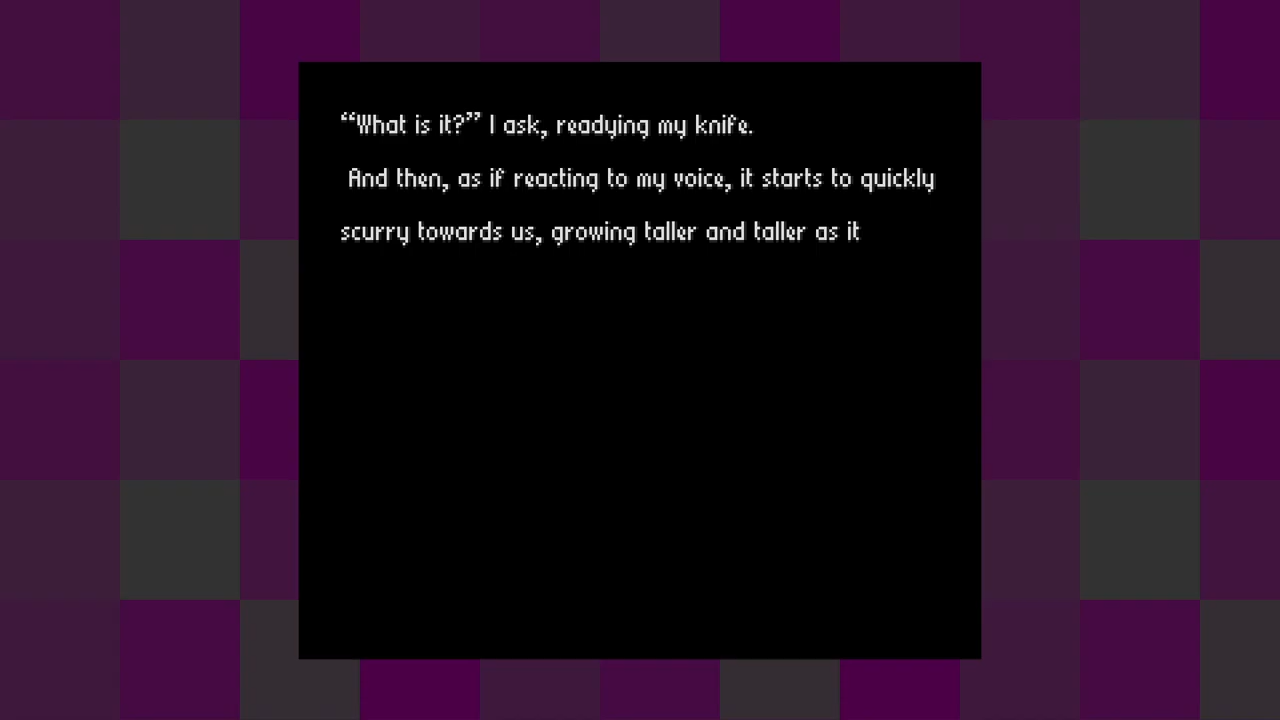 “What is it?” I ask, readying my knife.
And then, as if reacting to my voice, it starts to quickly
scurry towards us, growing taller and taller as it